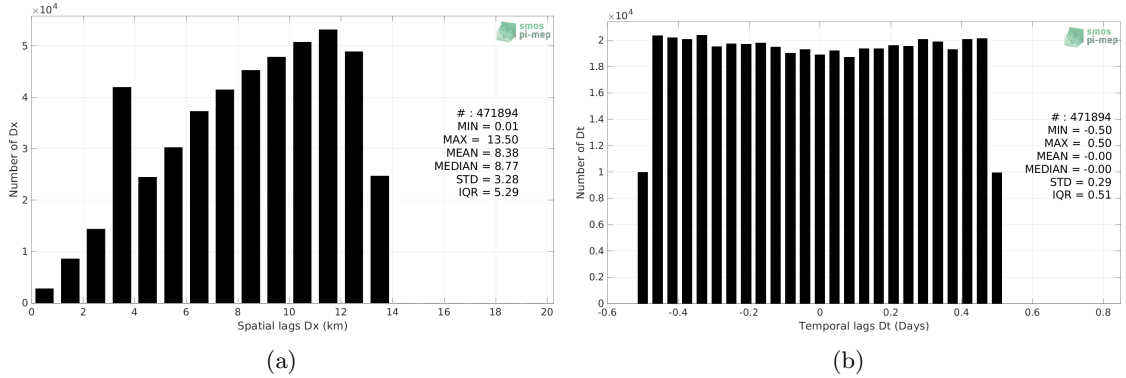 ×10⁴
5
4
3
2
1
0
Number of Dx
0 2 4 6 8 10 12 14 16 18 20
Spatial lags Dx (km)
smos
pi-mep
# : 471894
MIN = 0.01
MAX = 13.50
MEAN = 8.38
MEDIAN = 8.77
STD = 3.28
IQR = 5.29
(a)
×10⁴
2
1.8
1.6
1.4
1.2
1
0.8
0.6
0.4
0.2
0
Number of Dt
-0.6 -0.4 -0.2 0 0.2 0.4 0.6 0.8
Temporal lags Dt (Days)
smos
pi-mep
# : 471894
MIN = -0.50
MAX = 0.50
MEAN = -0.00
MEDIAN = -0.00
STD = 0.29
IQR = 0.51
(b)